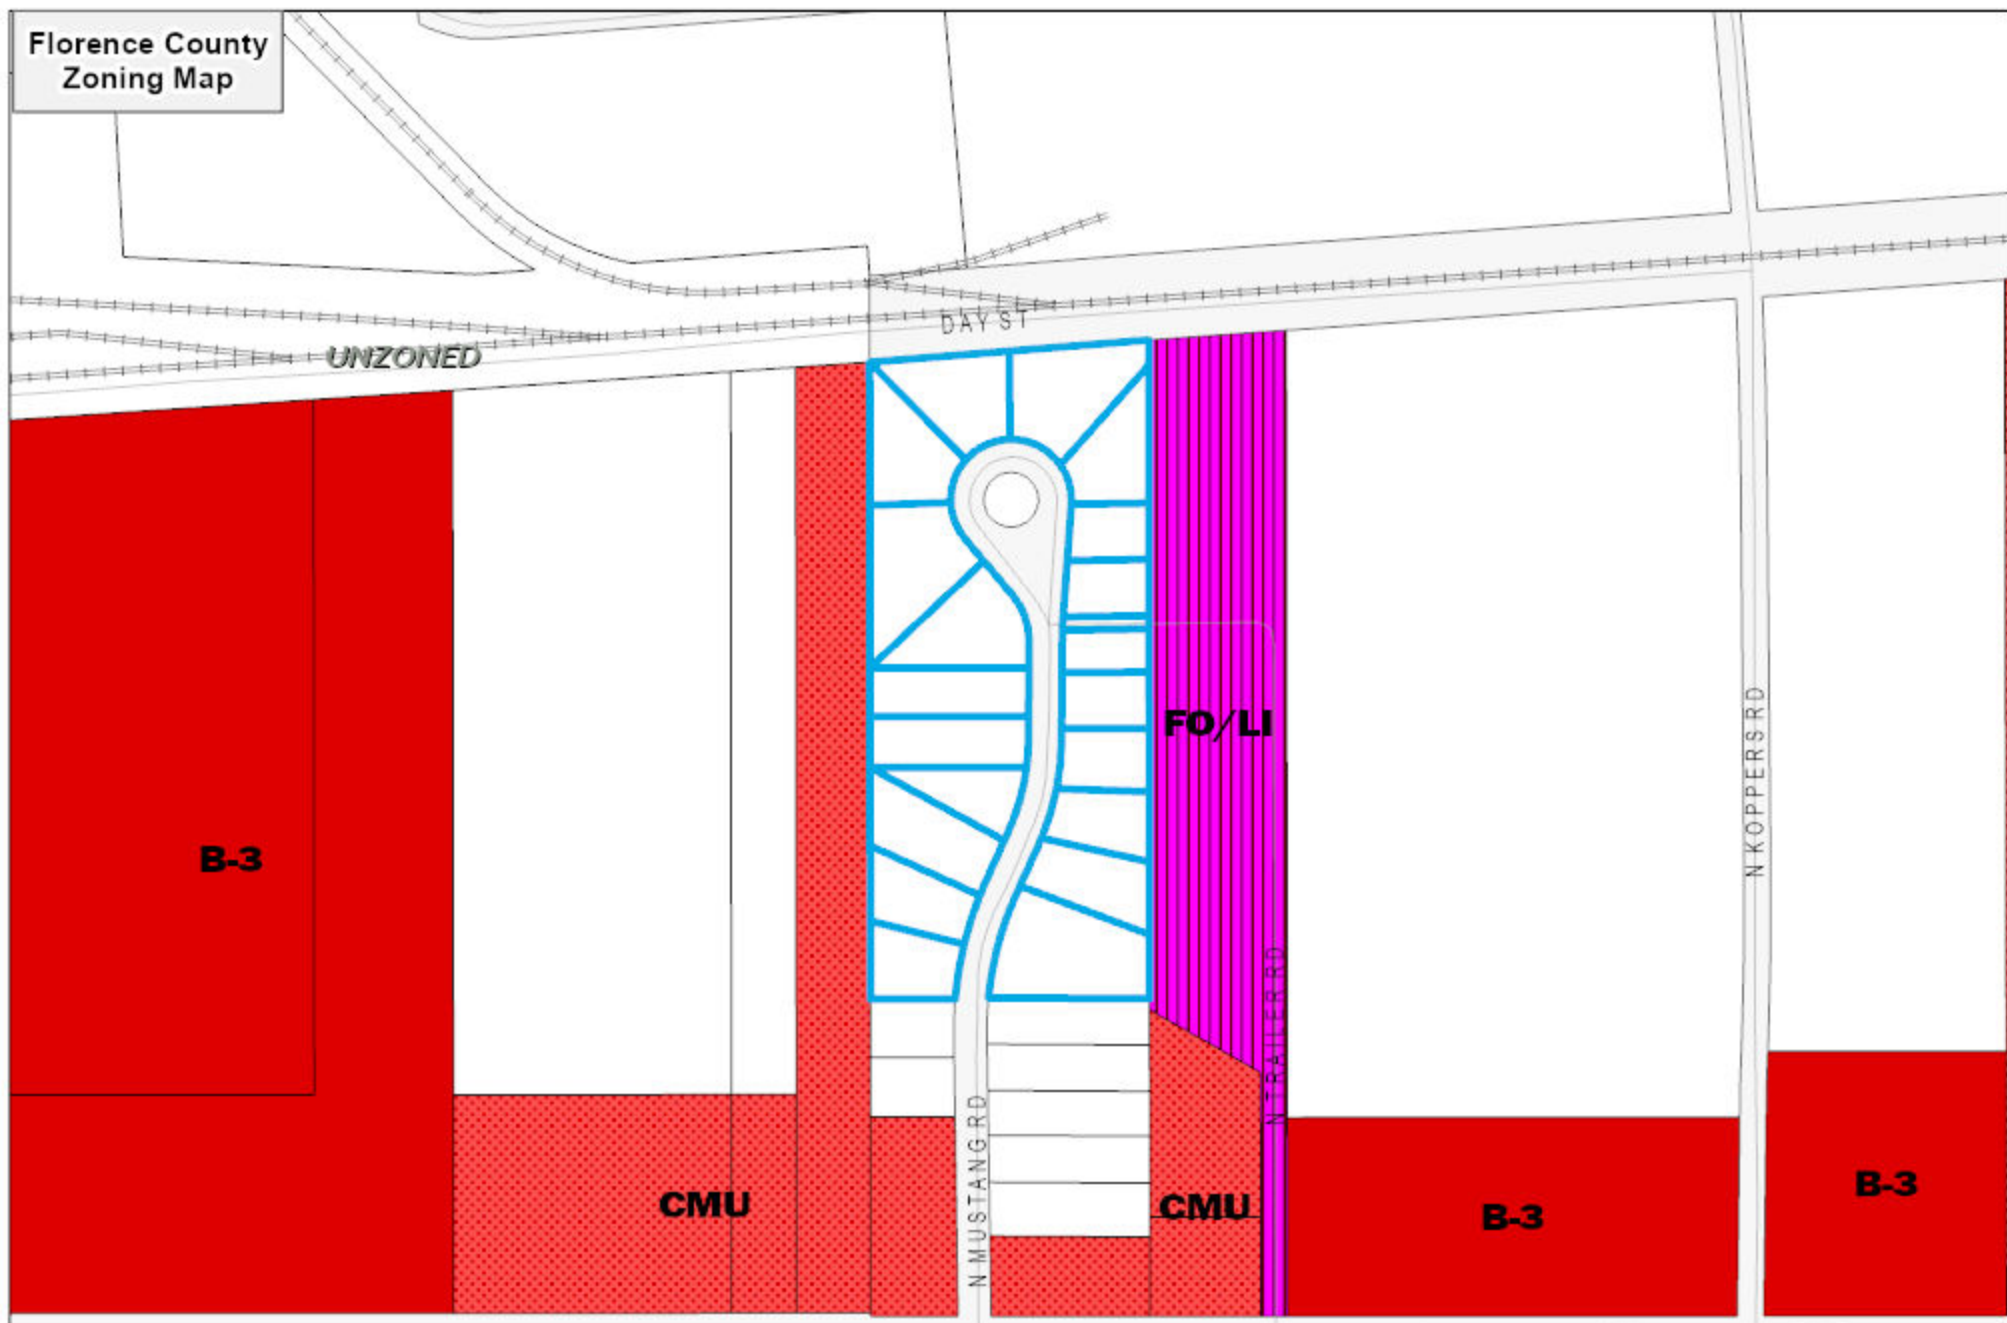 Florence County
Zoning Map
DAY ST
UNZONED
FO/LI
N KOPPERS RD
B-3
N TRAILER RD
CMU
N MUSTANG RD
CMU
B-3
B-3